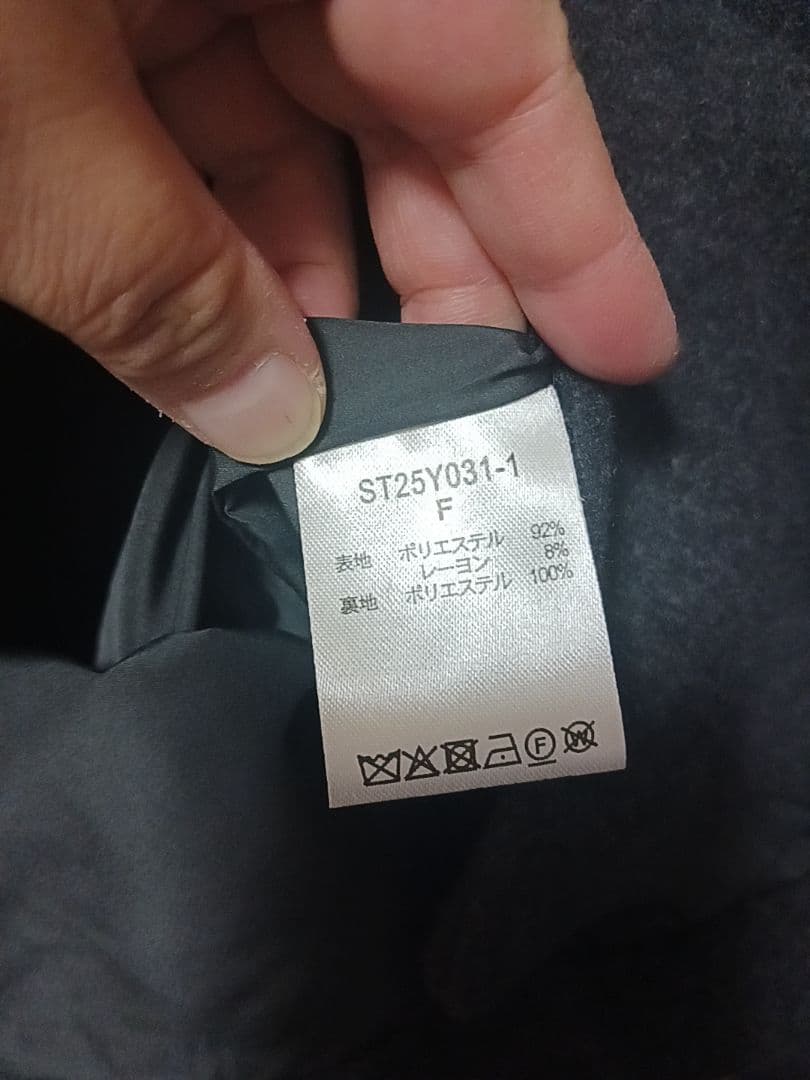 ST25Y031-1
F
表地 ポリエステル 92%
レーヨン 8%
裏地 ポリエステル 100%
F W